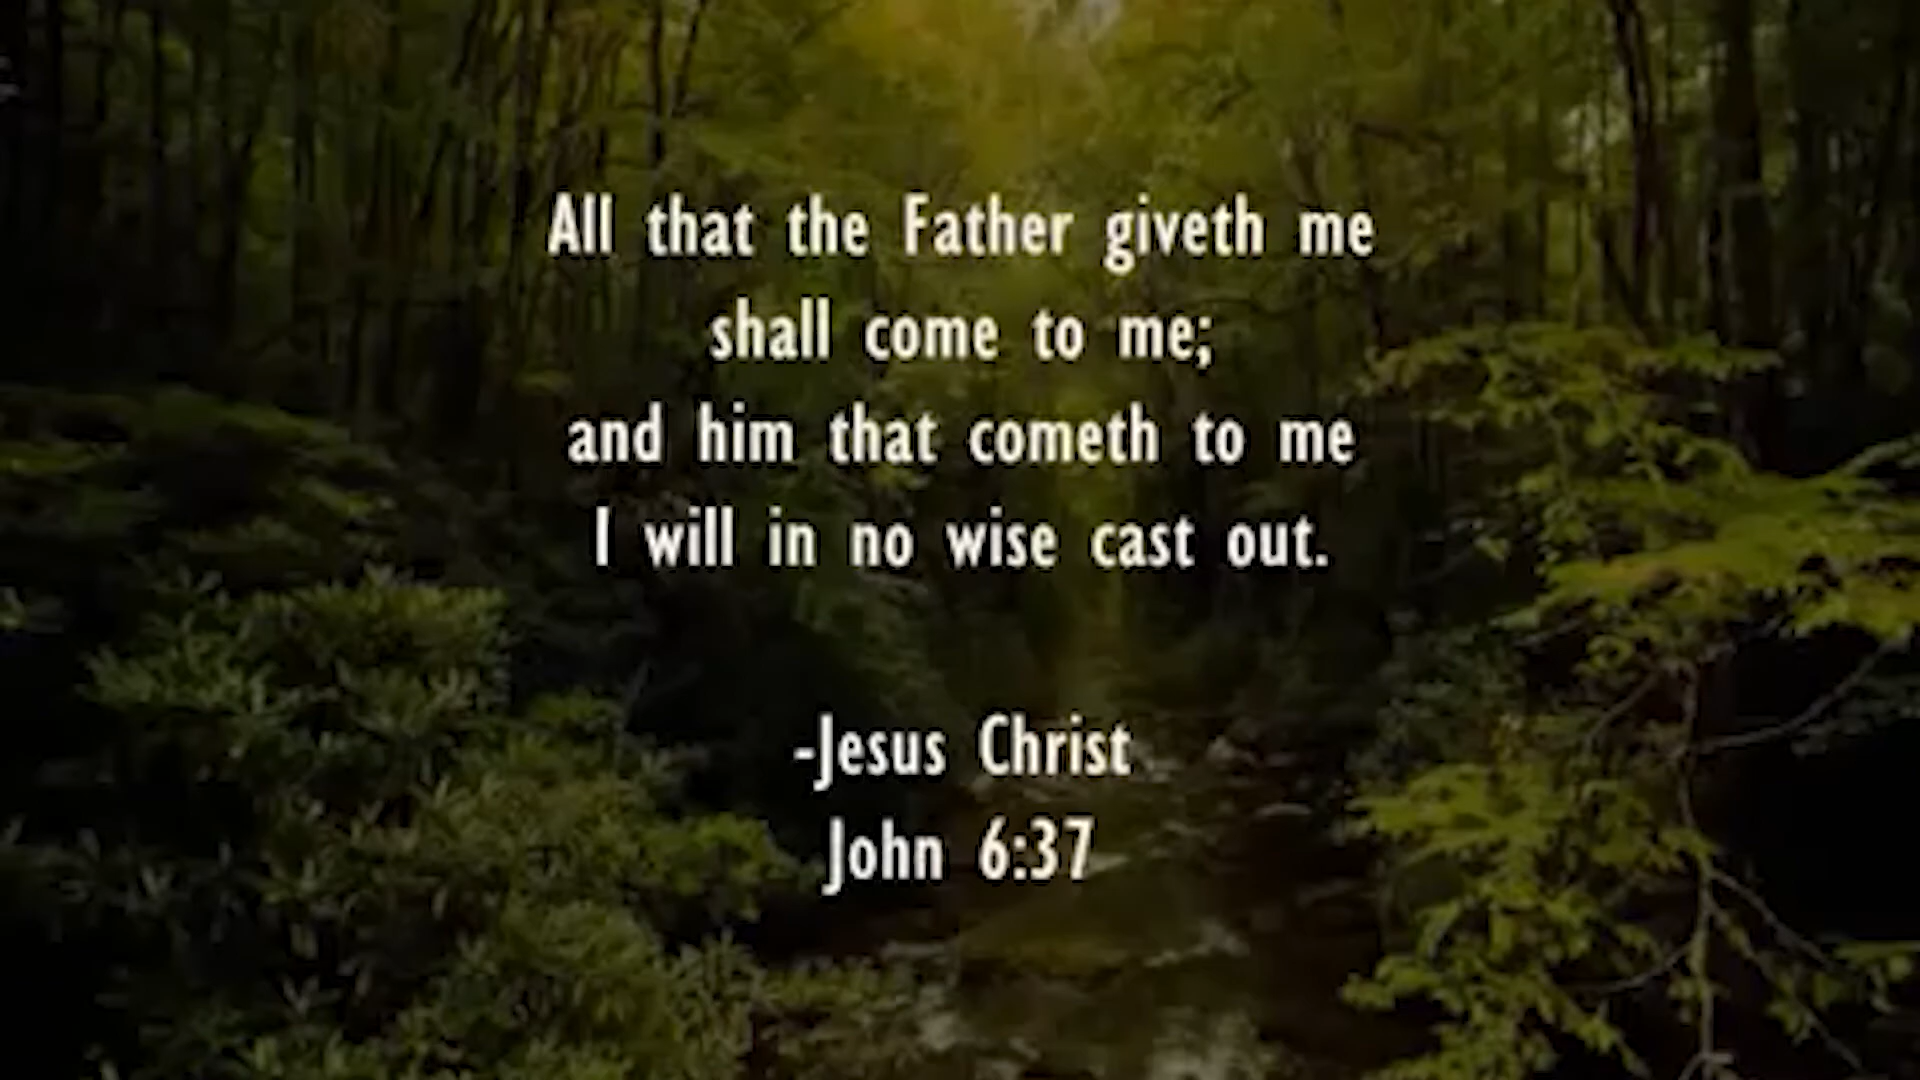 All that the Father giveth me
shall come to me;
and him that cometh to me
I will in no wise cast out.
-Jesus Christ
John 6:37